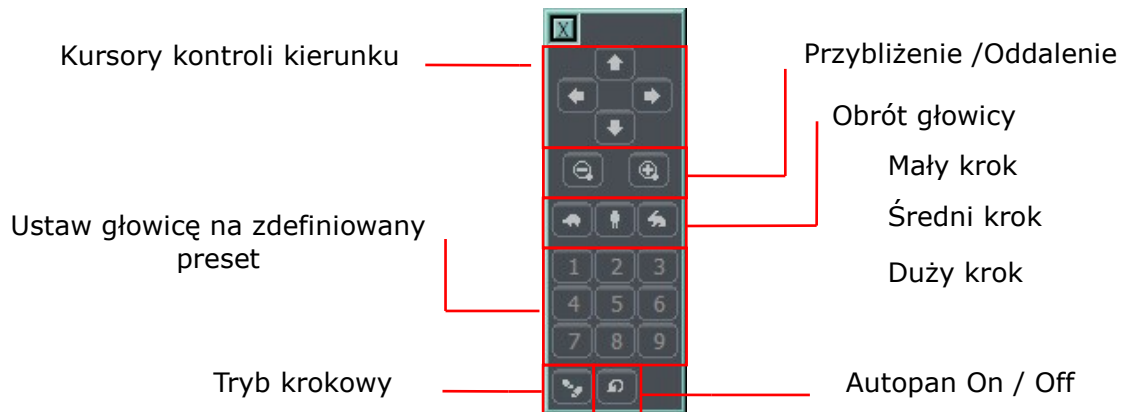 X
Kursory kontroli kierunku
Przybliżenie /Oddalenie
Obrót głowicy
Mały krok
Średni krok
Duży krok
Ustaw głowicę na zdefiniowany
preset
1 2 3
4 5 6
7 8 9
Tryb krokowy
Autopan On / Off